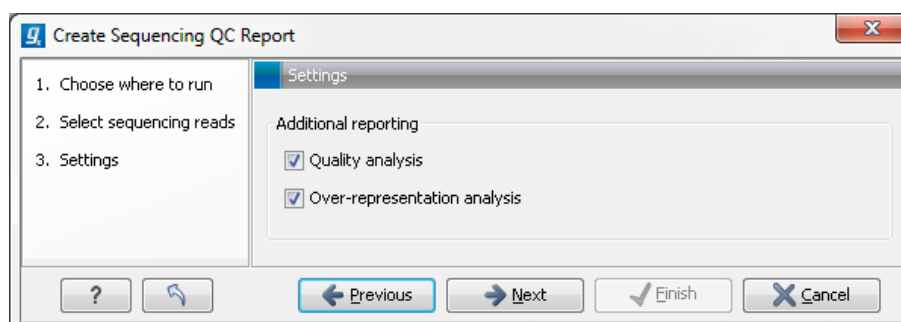 Create Sequencing QC Report
1. Choose where to run
2. Select sequencing reads
3. Settings
Settings
Additional reporting
Quality analysis
Over-representation analysis
?
Previous
Next
Finish
Cancel